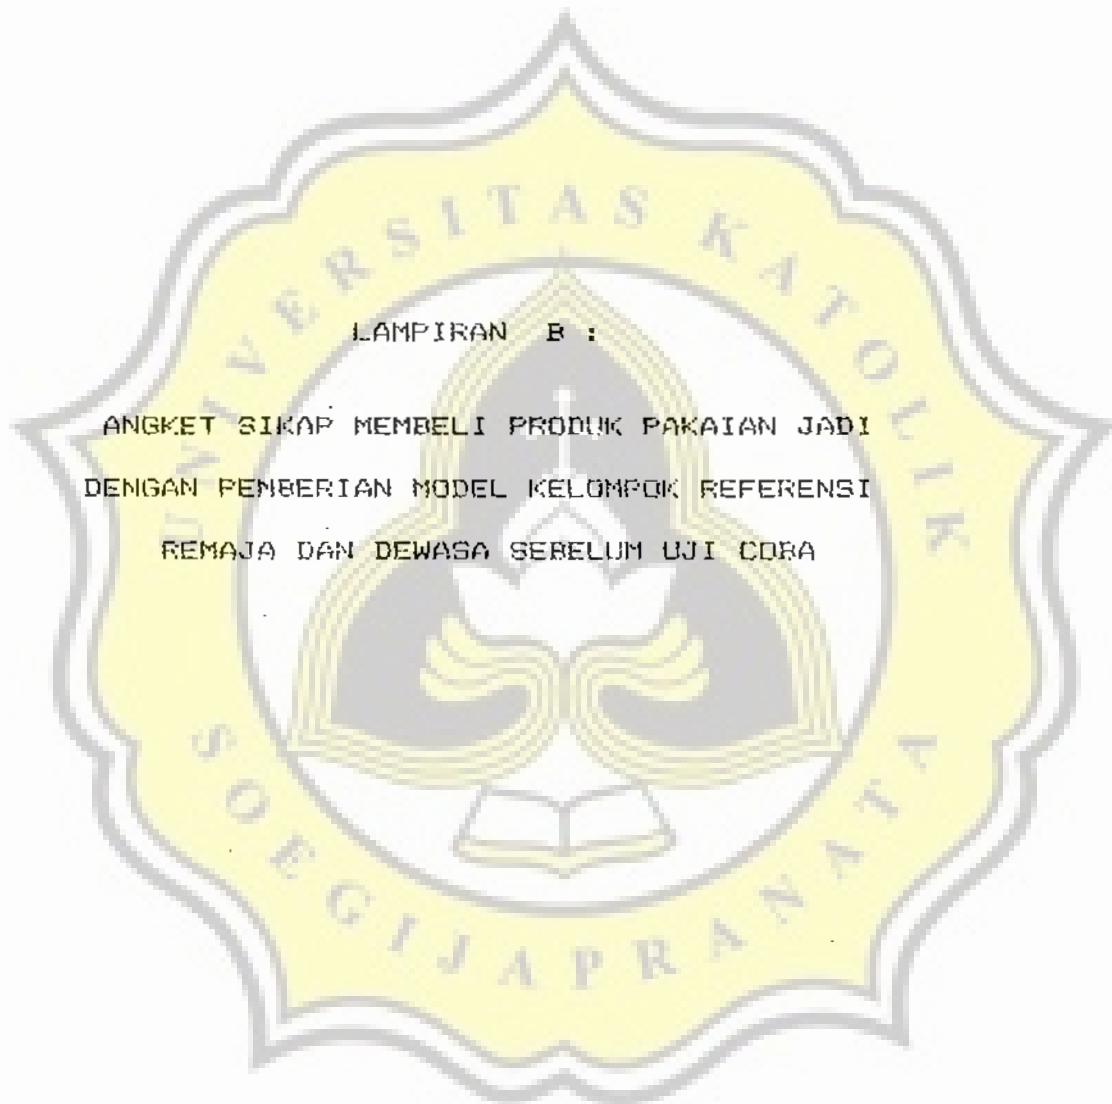 UNIVERSITAS KATOLIK
LAMPIRAN B :
ANGKET SIKAP MEMBELI PRODUK PAKAIAN JADI
DENGAN PEMBERIAN MODEL KELOMPOK REFERENSI
REMAJA DAN DEWASA SEBELUM UJI COBA
SOEGIJAPRANATA